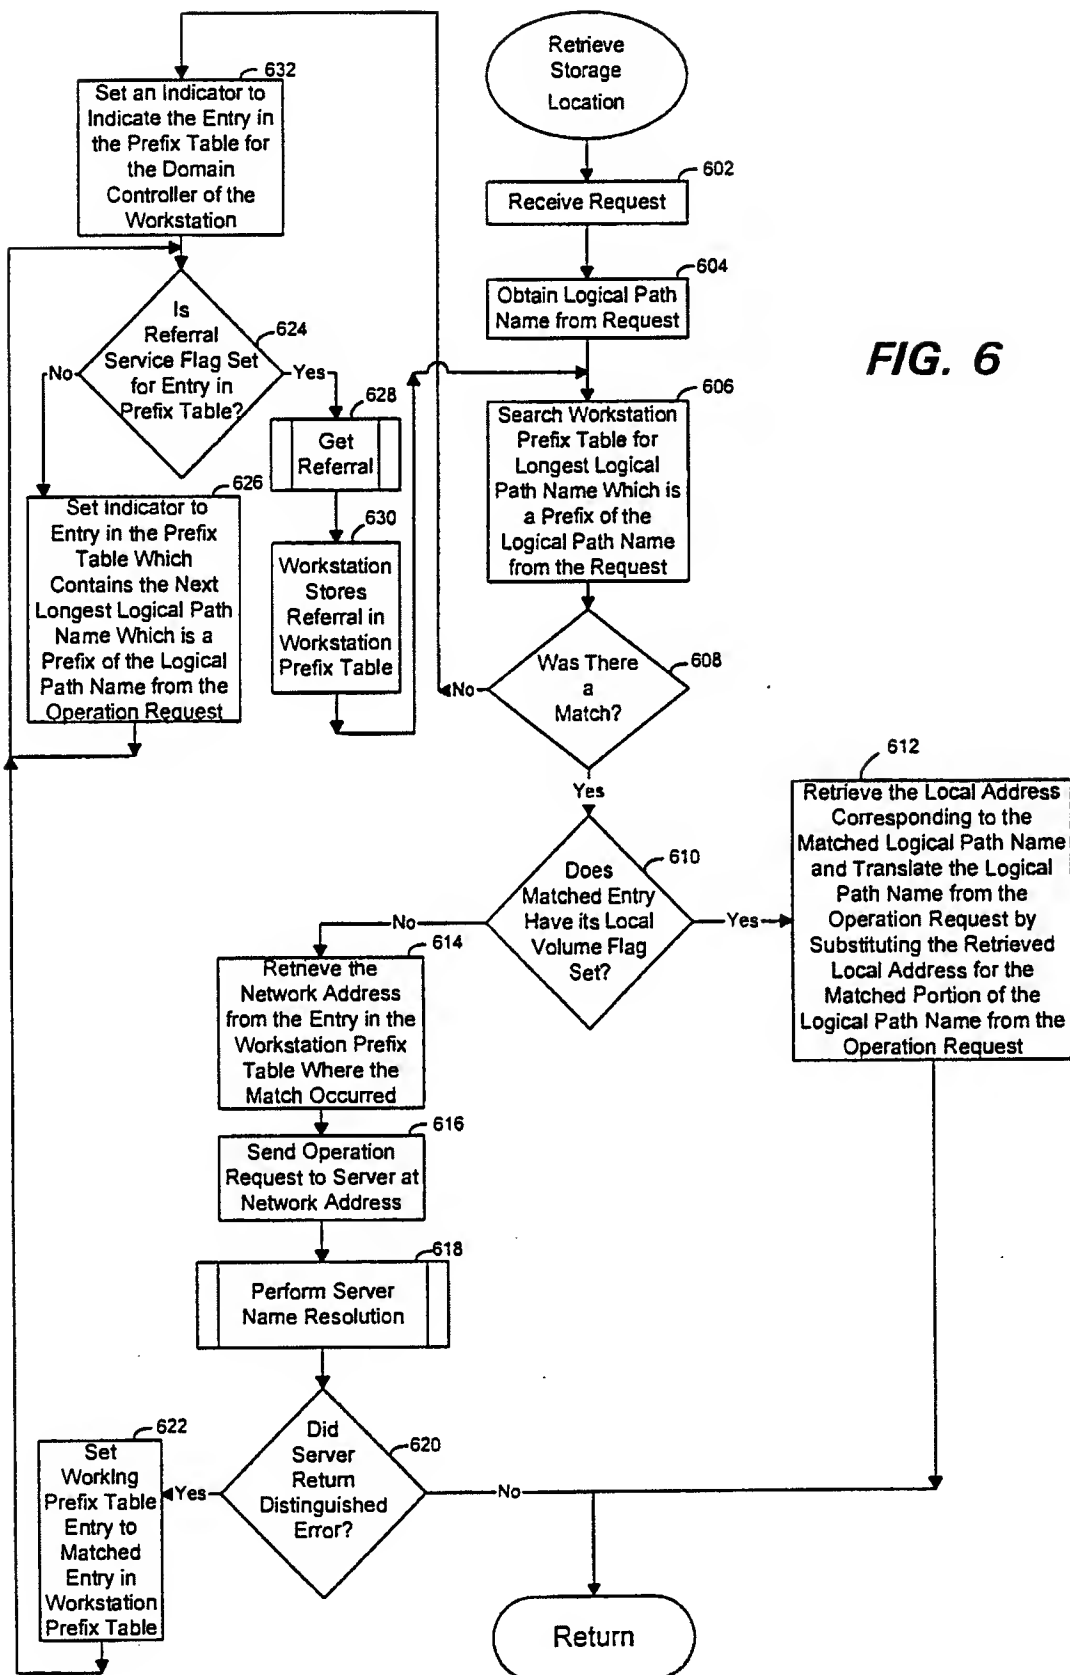 Retrieve
Storage
Location
602
Receive Request
604
Obtain Logical Path
Name from Request
FIG. 6
606
Search Workstation
Prefix Table for
Longest Logical
Path Name Which is
a Prefix of the
Logical Path Name
from the Request
608
Was There
a
Match?
No
Yes
632
Set an Indicator to
Indicate the Entry in
the Prefix Table for
the Domain
Controller of the
Workstation
624
Is
Referral
Service Flag Set
for Entry in
Prefix Table?
No
Yes
628
Get
Referral
630
Workstation
Stores
Referral in
Workstation
Prefix Table
626
Set Indicator to
Entry in the Prefix
Table Which
Contains the Next
Longest Logical Path
Name Which is a
Prefix of the Logical
Path Name from the
Operation Request
610
Does
Matched Entry
Have its Local
Volume Flag
Set?
No
Yes
612
Retrieve the Local Address
Corresponding to the
Matched Logical Path Name
and Translate the Logical
Path Name from the
Operation Request by
Substituting the Retrieved
Local Address for the
Matched Portion of the
Logical Path Name from the
Operation Request
614
Retrieve the
Network Address
from the Entry in the
Workstation Prefix
Table Where the
Match Occurred
616
Send Operation
Request to Server at
Network Address
618
Perform Server
Name Resolution
620
Did
Server
Return
Distinguished
Error?
Yes
No
622
Set
Working
Prefix Table
Entry to
Matched
Entry in
Workstation
Prefix Table
Return